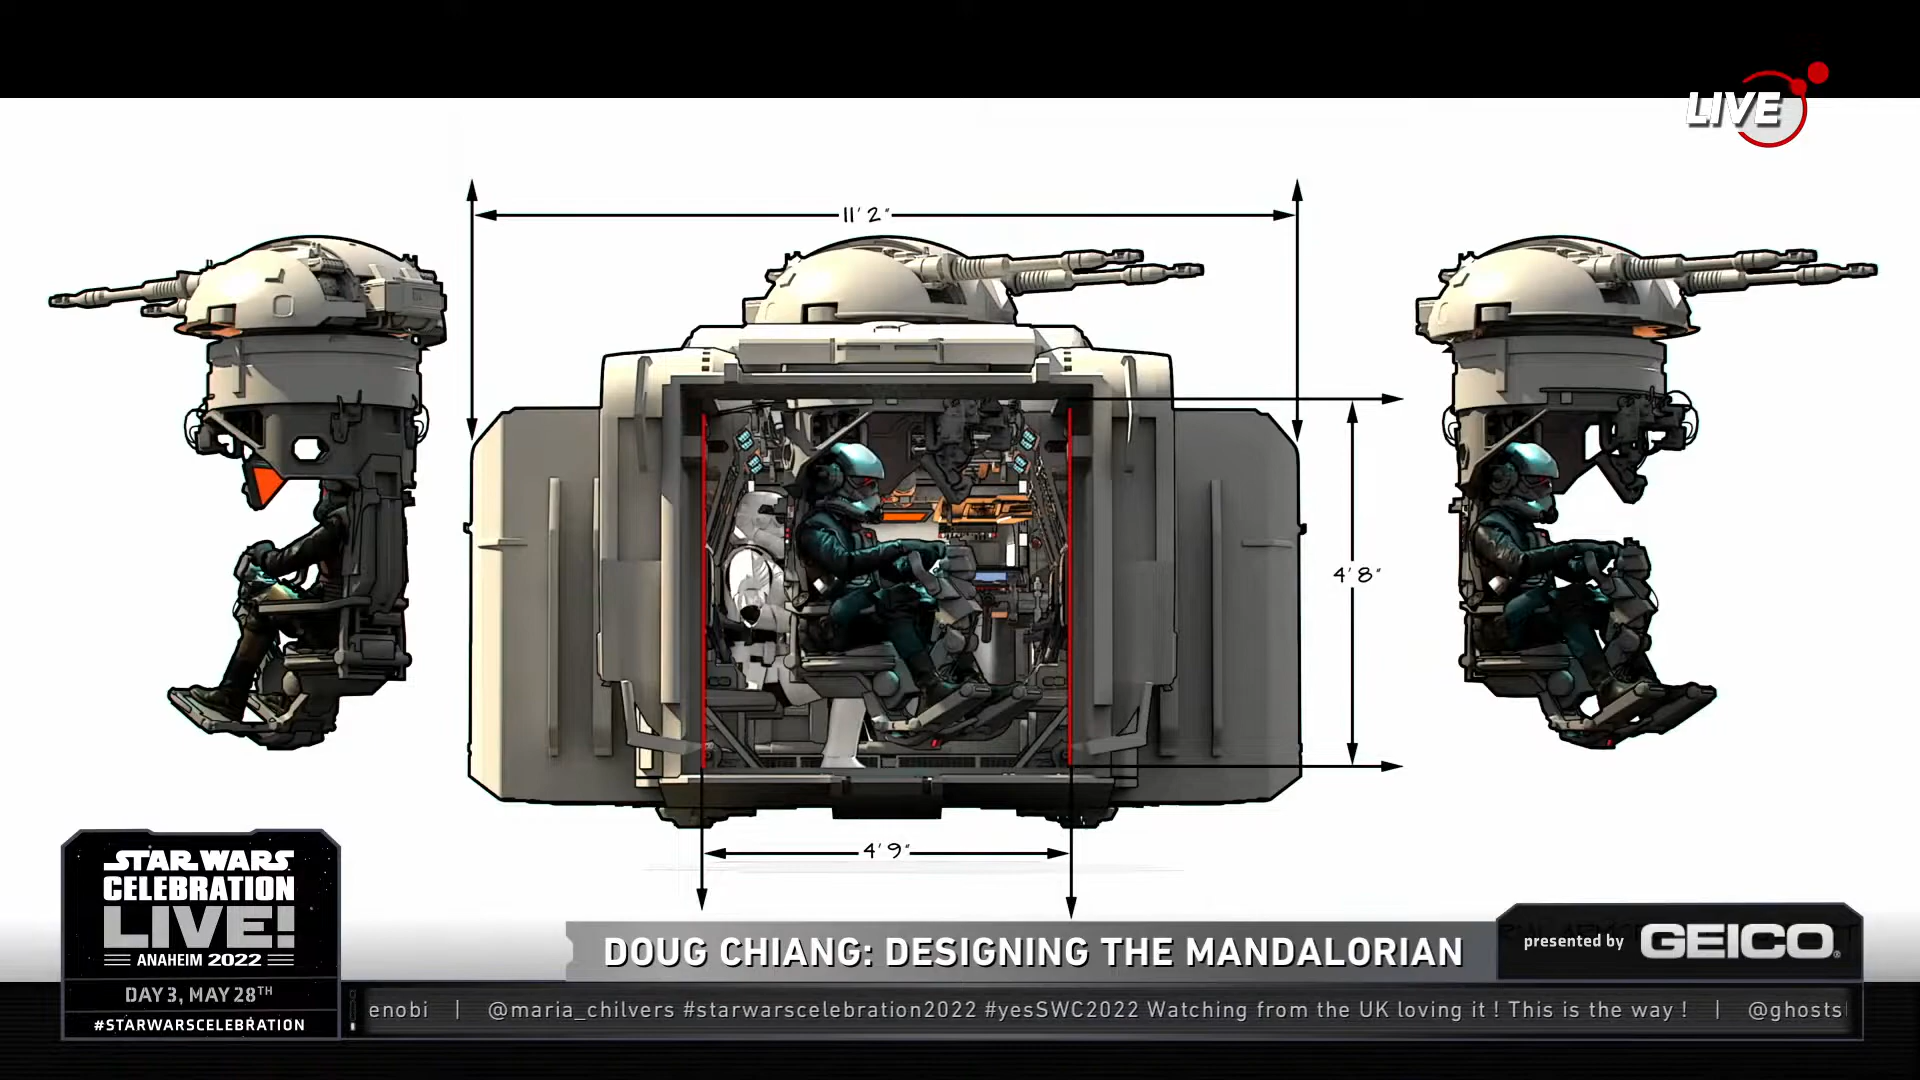 LIVE
11' 2"
4' 8"
4' 9"
STAR WARS
CELEBRATION
LIVE!
ANAHEIM 2022
DAY 3, MAY 28TH
#STARWARSCELEBRATION
DOUG CHIANG: DESIGNING THE MANDALORIAN
presented by GEICO
enobi | @maria_chilvers #starwarscelebration2022 #yesSWC2022 Watching from the UK loving it ! This is the way ! | @ghosts